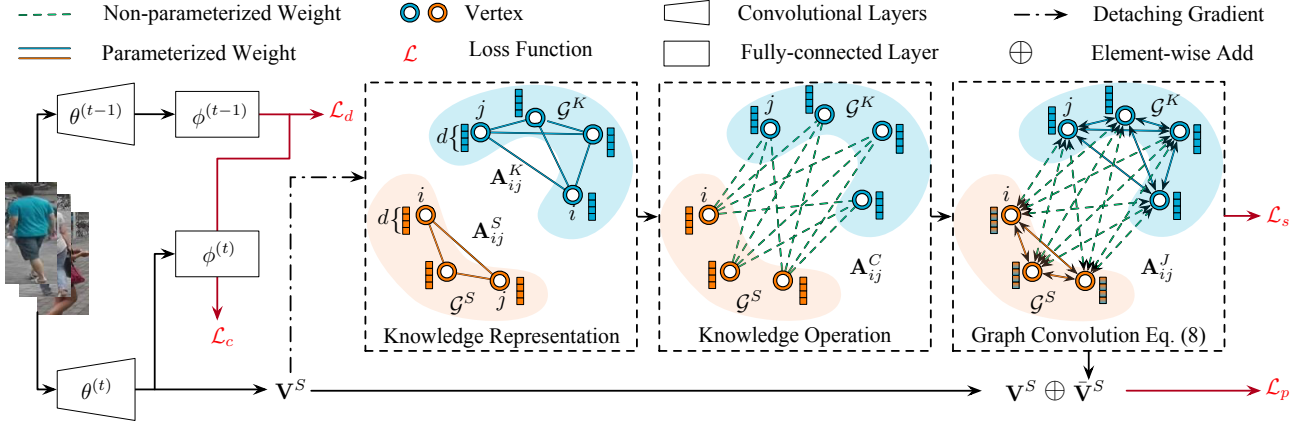 Non-parameterized Weight
Vertex
Convolutional Layers
Detaching Gradient
Parameterized Weight
ℒ Loss Function
Fully-connected Layer
⊕ Element-wise Add
θ^(t−1)
ϕ^(t−1)
ℒ_d
j
𝒢^K
d{
A^K_ij
i
i
d{
A^S_ij
j
𝒢^S
Knowledge Representation
j
𝒢^K
i
A^C_ij
𝒢^S
Knowledge Operation
j
𝒢^K
i
A^J_ij
𝒢^S
Graph Convolution Eq. (8)
ℒ_s
ϕ^(t)
ℒ_c
θ^(t)
V^S
V^S ⊕ V̄^S
ℒ_p